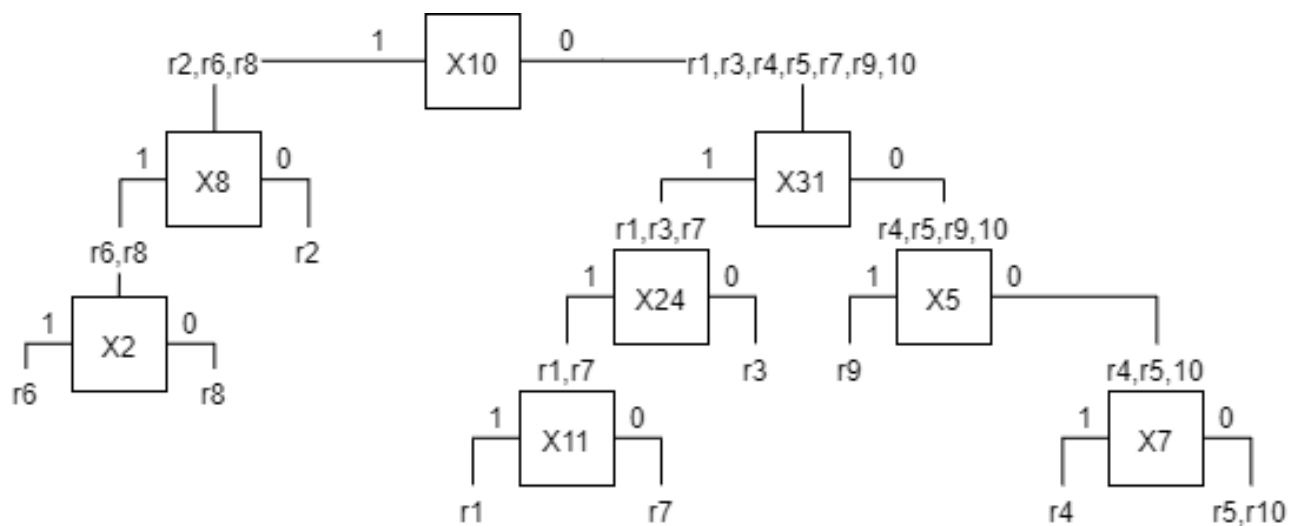 1 X10 0
r2,r6,r8 r1,r3,r4,r5,r7,r9,10
1 X8 0 1 X31 0
r6,r8 r2 r1,r3,r7 r4,r5,r9,10
1 X24 0 1 X5 0
1 X2 0
r6 r8 r1,r7 r3 r9 r4,r5,10
1 X11 0 1 X7 0
r1 r7 r4 r5,r10